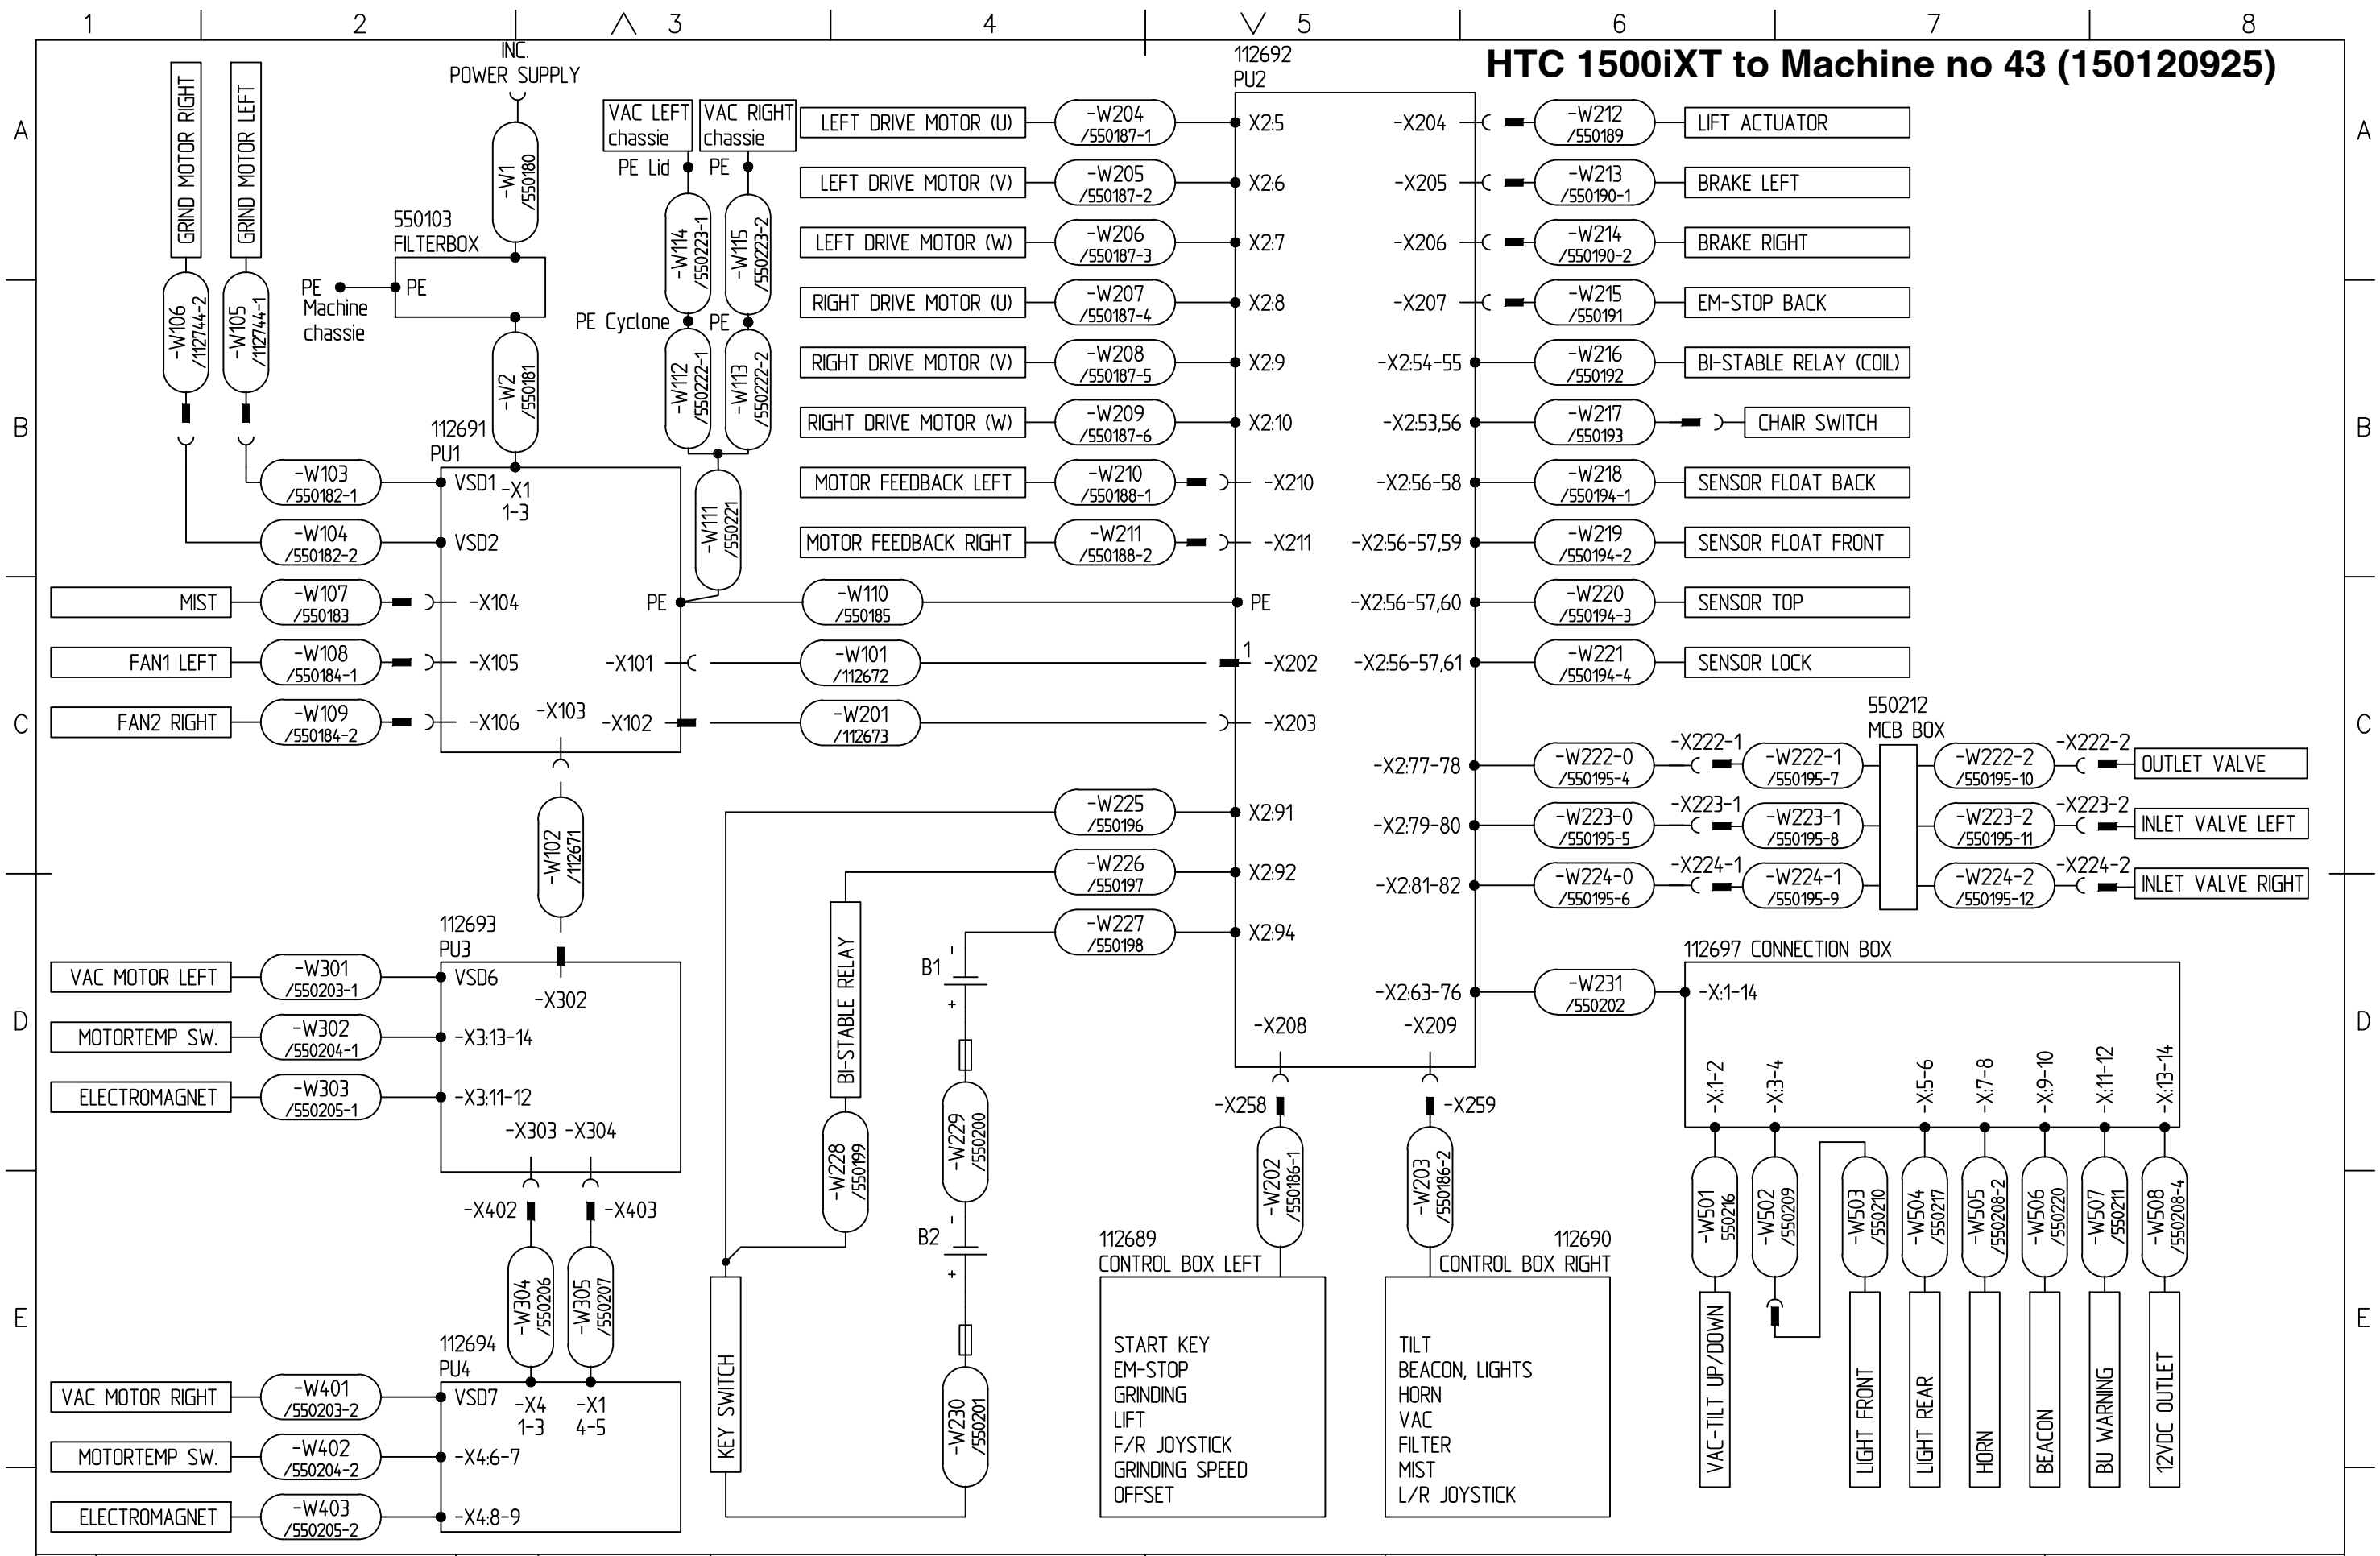 1 2 3 4 5 6 7 8
HTC 1500iXT to Machine no 43 (150120925)
A
B
C
D
E
A
B
C
D
E
GRIND MOTOR RIGHT
-W106
/112744-2
GRIND MOTOR LEFT
-W105
/112744-1
INC.
POWER SUPPLY
-W1
/550180
550103
FILTERBOX
PE
PE
Machine
chassie
-W2
/550181
VAC LEFT
chassie
VAC RIGHT
chassie
PE Lid
PE
-W114
/550223-1
-W115
/550223-2
PE Cyclone
PE
-W112
/550222-1
-W113
/550222-2
-W111
/550221
112691
PU1
-W103
/550182-1
VSD1
-X1
1-3
-W104
/550182-2
VSD2
MIST
-W107
/550183
-X104
PE
FAN1 LEFT
-W108
/550184-1
-X105
-X101
FAN2 RIGHT
-W109
/550184-2
-X106
-X103
-X102
-W102
/112671
112693
PU3
VAC MOTOR LEFT
-W301
/550203-1
VSD6
-X302
MOTORTEMP SW.
-W302
/550204-1
-X3:13-14
ELECTROMAGNET
-W303
/550205-1
-X3:11-12
-X303 -X304
-X402
-X403
-W304
/550206
-W305
/550207
112694
PU4
VAC MOTOR RIGHT
-W401
/550203-2
VSD7
-X4
1-3
-X1
4-5
MOTORTEMP SW.
-W402
/550204-2
-X4:6-7
ELECTROMAGNET
-W403
/550205-2
-X4:8-9
112692
PU2
LEFT DRIVE MOTOR (U)
-W204
/550187-1
X2:5
LEFT DRIVE MOTOR (V)
-W205
/550187-2
X2:6
LEFT DRIVE MOTOR (W)
-W206
/550187-3
X2:7
RIGHT DRIVE MOTOR (U)
-W207
/550187-4
X2:8
RIGHT DRIVE MOTOR (V)
-W208
/550187-5
X2:9
RIGHT DRIVE MOTOR (W)
-W209
/550187-6
X2:10
MOTOR FEEDBACK LEFT
-W210
/550188-1
-X210
MOTOR FEEDBACK RIGHT
-W211
/550188-2
-X211
-W110
/550185
PE
-W101
/112672
1
-X202
-W201
/112673
-X203
-W225
/550196
X2:91
-W226
/550197
X2:92
-W227
/550198
X2:94
BI-STABLE RELAY
-W228
/550199
KEY SWITCH
B1
-
+
-W229
/550200
B2
-
+
-W230
/550201
-X204
-W212
/550189
LIFT ACTUATOR
-X205
-W213
/550190-1
BRAKE LEFT
-X206
-W214
/550190-2
BRAKE RIGHT
-X207
-W215
/550191
EM-STOP BACK
-X2:54-55
-W216
/550192
BI-STABLE RELAY (COIL)
-X2:53,56
-W217
/550193
CHAIR SWITCH
-X2:56-58
-W218
/550194-1
SENSOR FLOAT BACK
-X2:56-57,59
-W219
/550194-2
SENSOR FLOAT FRONT
-X2:56-57,60
-W220
/550194-3
SENSOR TOP
-X2:56-57,61
-W221
/550194-4
SENSOR LOCK
550212
MCB BOX
-X2:77-78
-W222-0
/550195-4
-X222-1
-W222-1
/550195-7
-W222-2
/550195-10
-X222-2
OUTLET VALVE
-X2:79-80
-W223-0
/550195-5
-X223-1
-W223-1
/550195-8
-W223-2
/550195-11
-X223-2
INLET VALVE LEFT
-X2:81-82
-W224-0
/550195-6
-X224-1
-W224-1
/550195-9
-W224-2
/550195-12
-X224-2
INLET VALVE RIGHT
112697 CONNECTION BOX
-X2:63-76
-W231
/550202
-X:1-14
-X208
-X209
-X258
-X259
-W202
/550186-1
-W203
/550186-2
112689
CONTROL BOX LEFT
START KEY
EM-STOP
GRINDING
LIFT
F/R JOYSTICK
GRINDING SPEED
OFFSET
112690
CONTROL BOX RIGHT
TILT
BEACON, LIGHTS
HORN
VAC
FILTER
MIST
L/R JOYSTICK
-X:1-2
-X:3-4
-X:5-6
-X:7-8
-X:9-10
-X:11-12
-X:13-14
-W501
550216
-W502
/550209
-W503
/550210
-W504
/550217
-W505
/550208-2
-W506
/550220
-W507
/550211
-W508
/550208-4
VAC-TILT UP/DOWN
LIGHT FRONT
LIGHT REAR
HORN
BEACON
BU WARNING
12VDC OUTLET